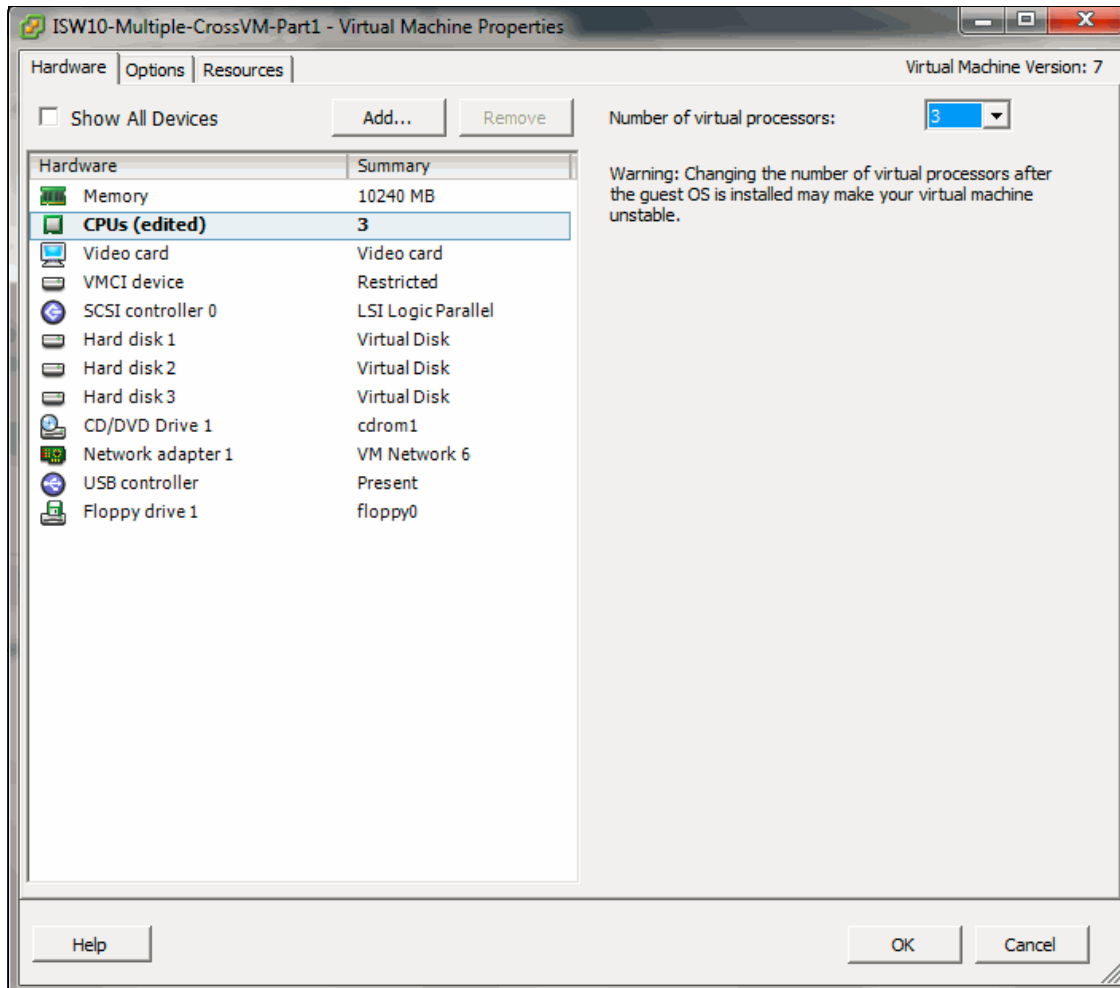 ISW10-Multiple-CrossVM-Part1 - Virtual Machine Properties
Hardware Options Resources Virtual Machine Version: 7
Show All Devices Add... Remove
Number of virtual processors: 3
Warning: Changing the number of virtual processors after
the guest OS is installed may make your virtual machine
unstable.
Hardware Summary
Memory 10240 MB
CPUs (edited) 3
Video card Video card
VMCI device Restricted
SCSI controller 0 LSI Logic Parallel
Hard disk 1 Virtual Disk
Hard disk 2 Virtual Disk
Hard disk 3 Virtual Disk
CD/DVD Drive 1 cdrom1
Network adapter 1 VM Network 6
USB controller Present
Floppy drive 1 floppy0
Help OK Cancel